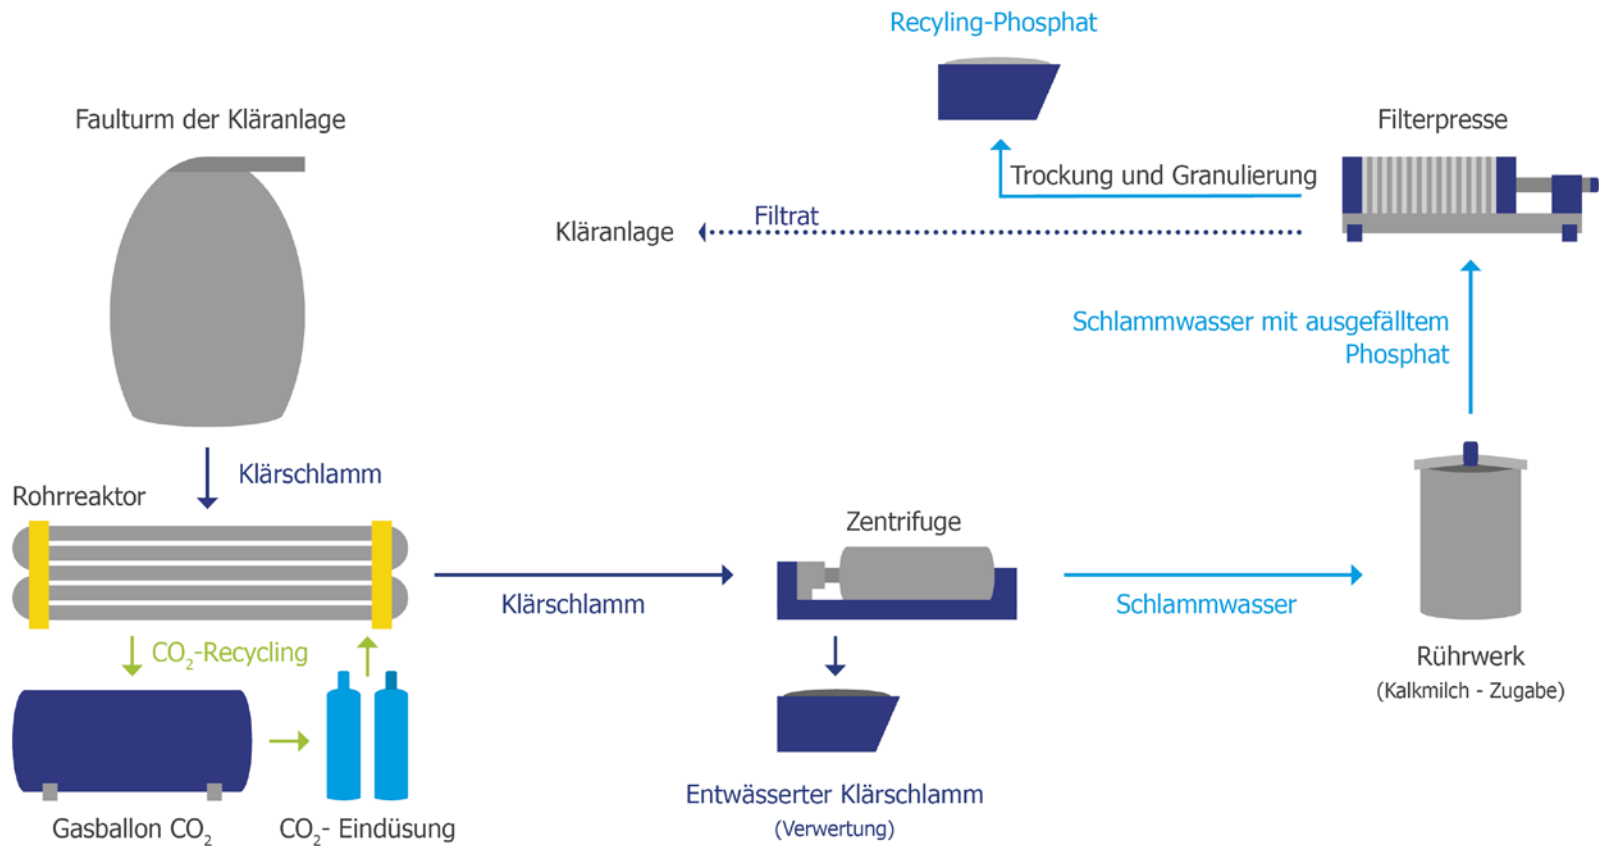 Recyling-Phosphat
Faulturm der Kläranlage
Filterpresse
Trockung und Granulierung
Filtrat
Kläranlage
Schlammwasser mit ausgefälltem
Phosphat
Klärschlamm
Rohrreaktor
Zentrifuge
Klärschlamm
Schlammwasser
CO₂-Recycling
Rührwerk
(Kalkmilch - Zugabe)
Entwässerter Klärschlamm
(Verwertung)
Gasballon CO₂
CO₂- Eindüsung